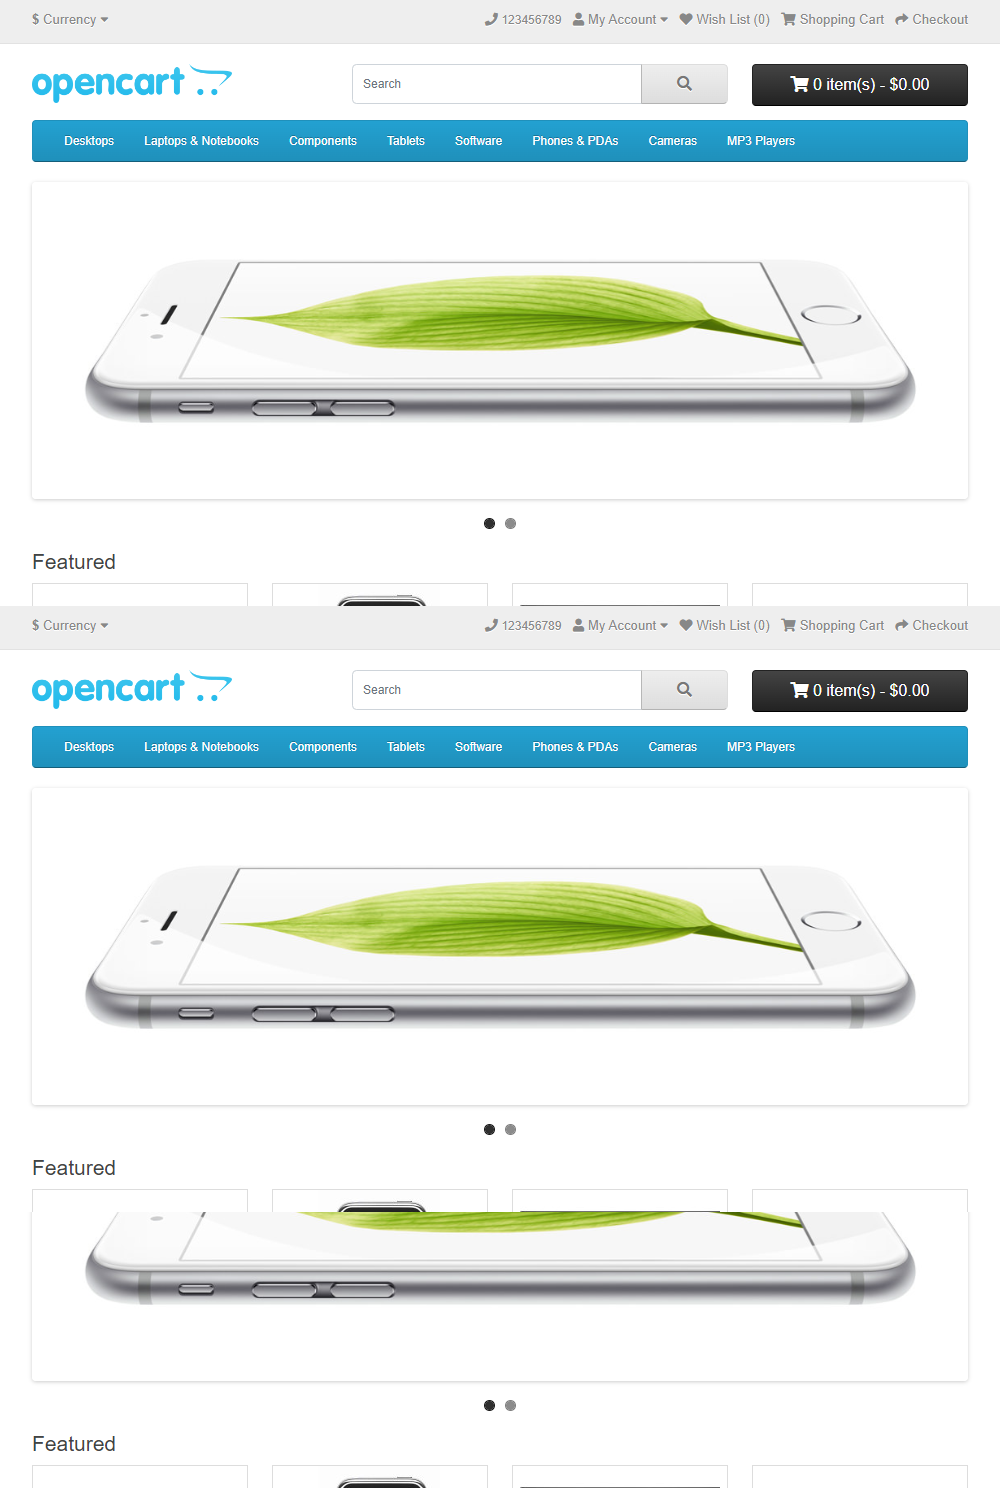 $ Currency
123456789 My Account Wish List (0) Shopping Cart Checkout
opencart
Search
0 item(s) - $0.00
Desktops Laptops & Notebooks Components Tablets Software Phones & PDAs Cameras MP3 Players
Featured
$ Currency
123456789 My Account Wish List (0) Shopping Cart Checkout
opencart
Search
0 item(s) - $0.00
Desktops Laptops & Notebooks Components Tablets Software Phones & PDAs Cameras MP3 Players
Featured
Featured